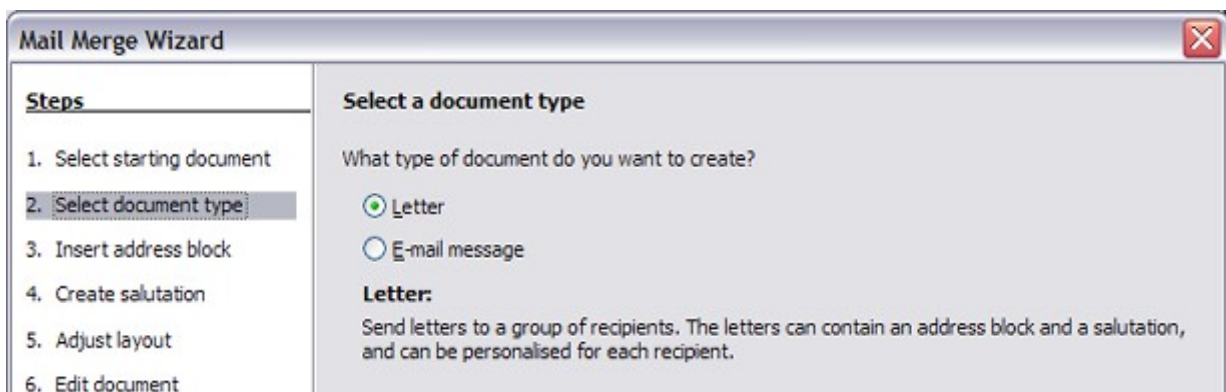 Mail Merge Wizard
Steps
1. Select starting document
2. Select document type
3. Insert address block
4. Create salutation
5. Adjust layout
6. Edit document
Select a document type
What type of document do you want to create?
Letter
E-mail message
Letter:
Send letters to a group of recipients. The letters can contain an address block and a salutation,
and can be personalised for each recipient.